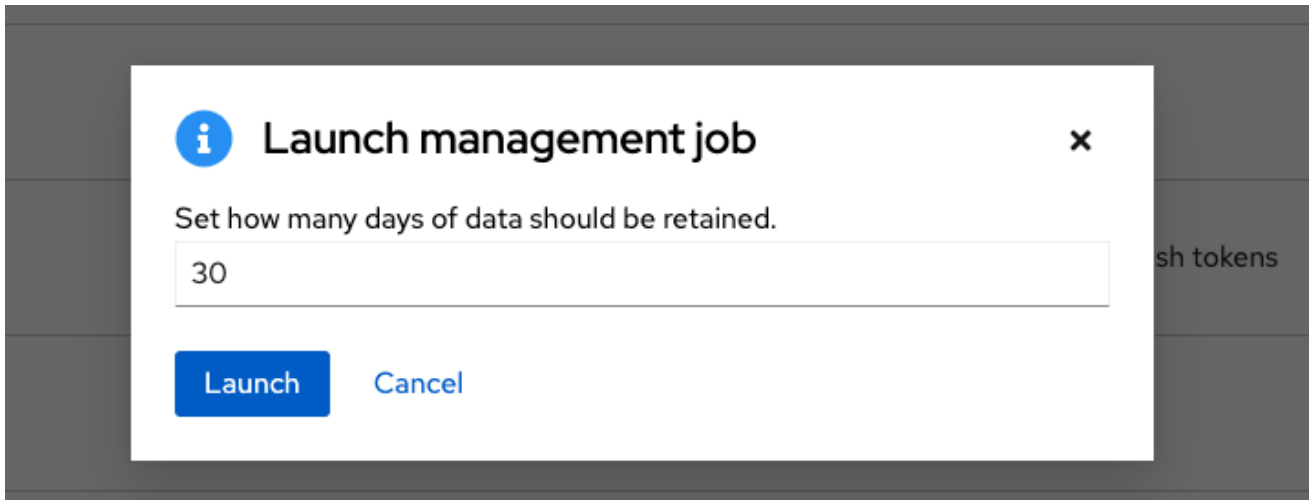 Launch management job
Set how many days of data should be retained.
30
sh tokens
Launch
Cancel